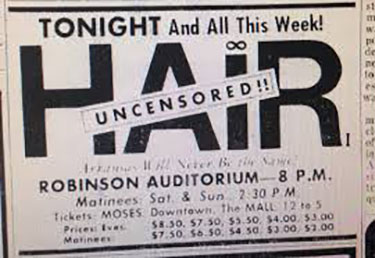 TONIGHT And All This Week!
HAIR
UNCENSORED!!
Arkansas Will Never Be the Same!
ROBINSON AUDITORIUM—8 P.M.
Matinees: Sat. & Sun., 2:30 P.M.
Tickets: MOSES, Downtown, The MALL, 12 to 5
Prices: Eves. $8.50, $7.50, $5.50, $4.00, $3.00
Matinees: $7.50, $6.50, $4.50, $3.00, $2.00